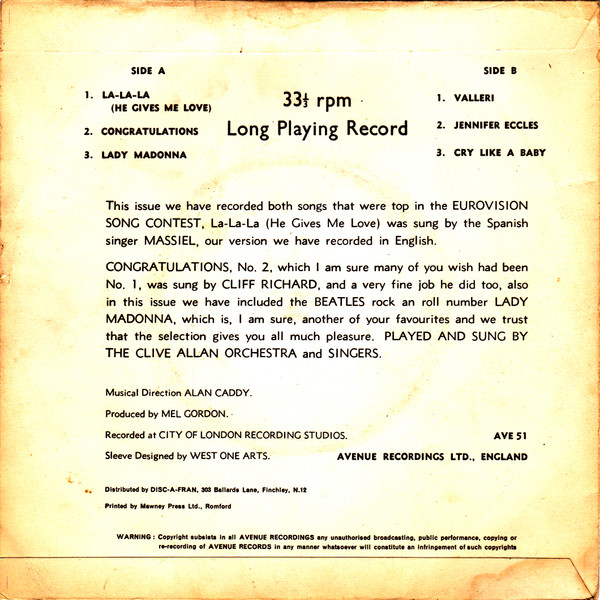 SIDE A
1. LA-LA-LA
(HE GIVES ME LOVE)
2. CONGRATULATIONS
3. LADY MADONNA
33⅓ rpm
Long Playing Record
SIDE B
1. VALLERI
2. JENNIFER ECCLES
3. CRY LIKE A BABY
This issue we have recorded both songs that were top in the EUROVISION
SONG CONTEST, La-La-La (He Gives Me Love) was sung by the Spanish
singer MASSIEL, our version we have recorded in English.
CONGRATULATIONS, No. 2, which I am sure many of you wish had been
No. 1, was sung by CLIFF RICHARD, and a very fine job he did too, also
in this issue we have included the BEATLES rock an roll number LADY
MADONNA, which is, I am sure, another of your favourites and we trust
that the selection gives you all much pleasure. PLAYED AND SUNG BY
THE CLIVE ALLAN ORCHESTRA and SINGERS.
Musical Direction ALAN CADDY.
Produced by MEL GORDON.
Recorded at CITY OF LONDON RECORDING STUDIOS.
AVE 51
Sleeve Designed by WEST ONE ARTS.
AVENUE RECORDINGS LTD., ENGLAND
Distributed by DISC-A-FRAN, 303 Ballards Lane, Finchley, N.12
Printed by Mawney Press Ltd., Romford
WARNING : Copyright subsists in all AVENUE RECORDINGS any unauthorised broadcasting, public performance, copying or
re-recording of AVENUE RECORDS in any manner whatsoever will constitute an infringement of such copyrights